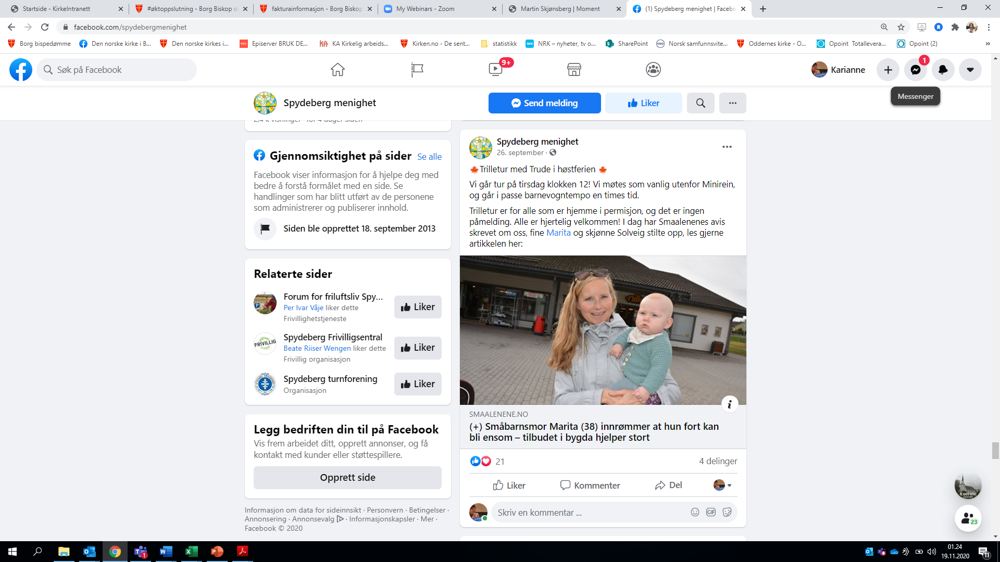 Startside - KirkeIntranett
#øktoppslutning - Borg Biskop o
fakturainformasjon - Borg Biskop
My Webinars - Zoom
Martin Skjønsberg | Moment
(1) Spydeberg menighet | Facebo
facebook.com/spydebergmenighet
Borg bispedømme
Den norske kirke i B...
Den norske kirkes i...
Episerver BRUK DE...
KA Kirkelig arbeids...
Kirken.no - De sent...
statistikk
NRK – nyheter, tv o...
SharePoint
Norsk samfunnsvite...
Oddernes kirke - O...
Opoint Totallevera...
Opoint (2)
»
Søk på Facebook
9+
Karianne
1
Messenger
Spydeberg menighet
Send melding
Liker
Gjennomsiktighet på sider
Se alle
Facebook viser informasjon for å hjelpe deg med
bedre å forstå formålet med en side. Se
handlinger som har blitt utført av de personene
som administrerer og publiserer innhold.
Siden ble opprettet 18. september 2013
Relaterte sider
Forum for friluftsliv Spy...
Per Ivar Våje liker dette
Frivillighetstjeneste
Liker
Spydeberg Frivilligsentral
Beate Riiser Wengen liker dette
Frivillig organisasjon
Liker
FRIVILLIG
Spydeberg turnforening
Organisasjon
Liker
Legg bedriften din til på Facebook
Vis frem arbeidet ditt, opprett annonser, og få
kontakt med kunder eller støttespillere.
Opprett side
Informasjon om data for sideinnsikt · Personvern · Betingelser ·
Annonsering · Annonsevalg · Informasjonskapsler · Mer ·
Facebook © 2020
Spydeberg menighet
26. september ·
🍁Trilletur med Trude i høstferien 🍁
Vi går tur på tirsdag klokken 12! Vi møtes som vanlig utenfor Minirein,
og går i passe barnevogntempo en times tid.
Trilletur er for alle som er hjemme i permisjon, og det er ingen
påmelding. Alle er hjertelig velkommen! I dag har Smaalenenes avis
skrevet om oss, fine Marita og skjønne Solveig stilte opp, les gjerne
artikkelen her:
SMAALENENE.NO
(+) Småbarnsmor Marita (38) innrømmer at hun fort kan
bli ensom – tilbudet i bygda hjelper stort
21
4 delinger
Liker
Kommenter
Del
Skriv en kommentar ...
GIF
23
1
01.24
19.11.2020
11